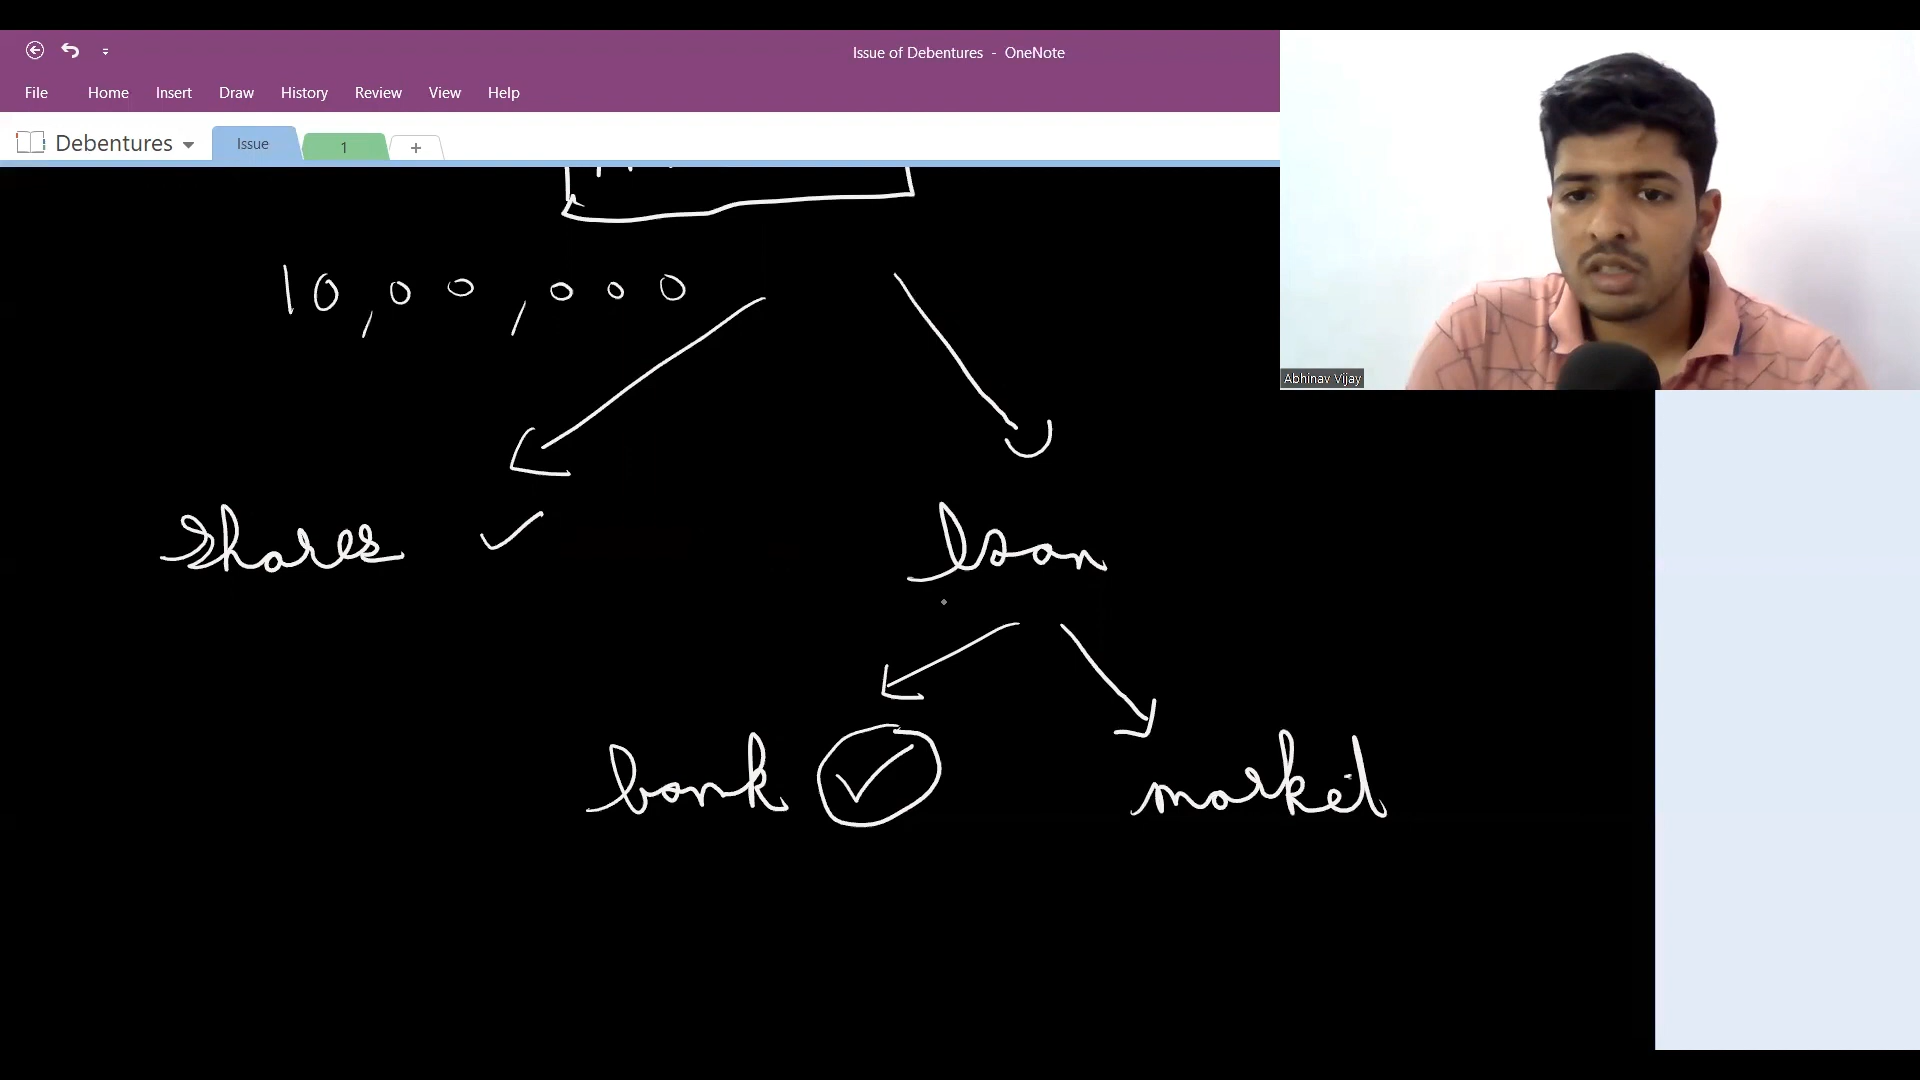 Issue of Debentures - OneNote
File Home Insert Draw History Review View Help
Debentures Issue 1 +
Abhinav Vijay
10,00,000
Shares
loan
bank market